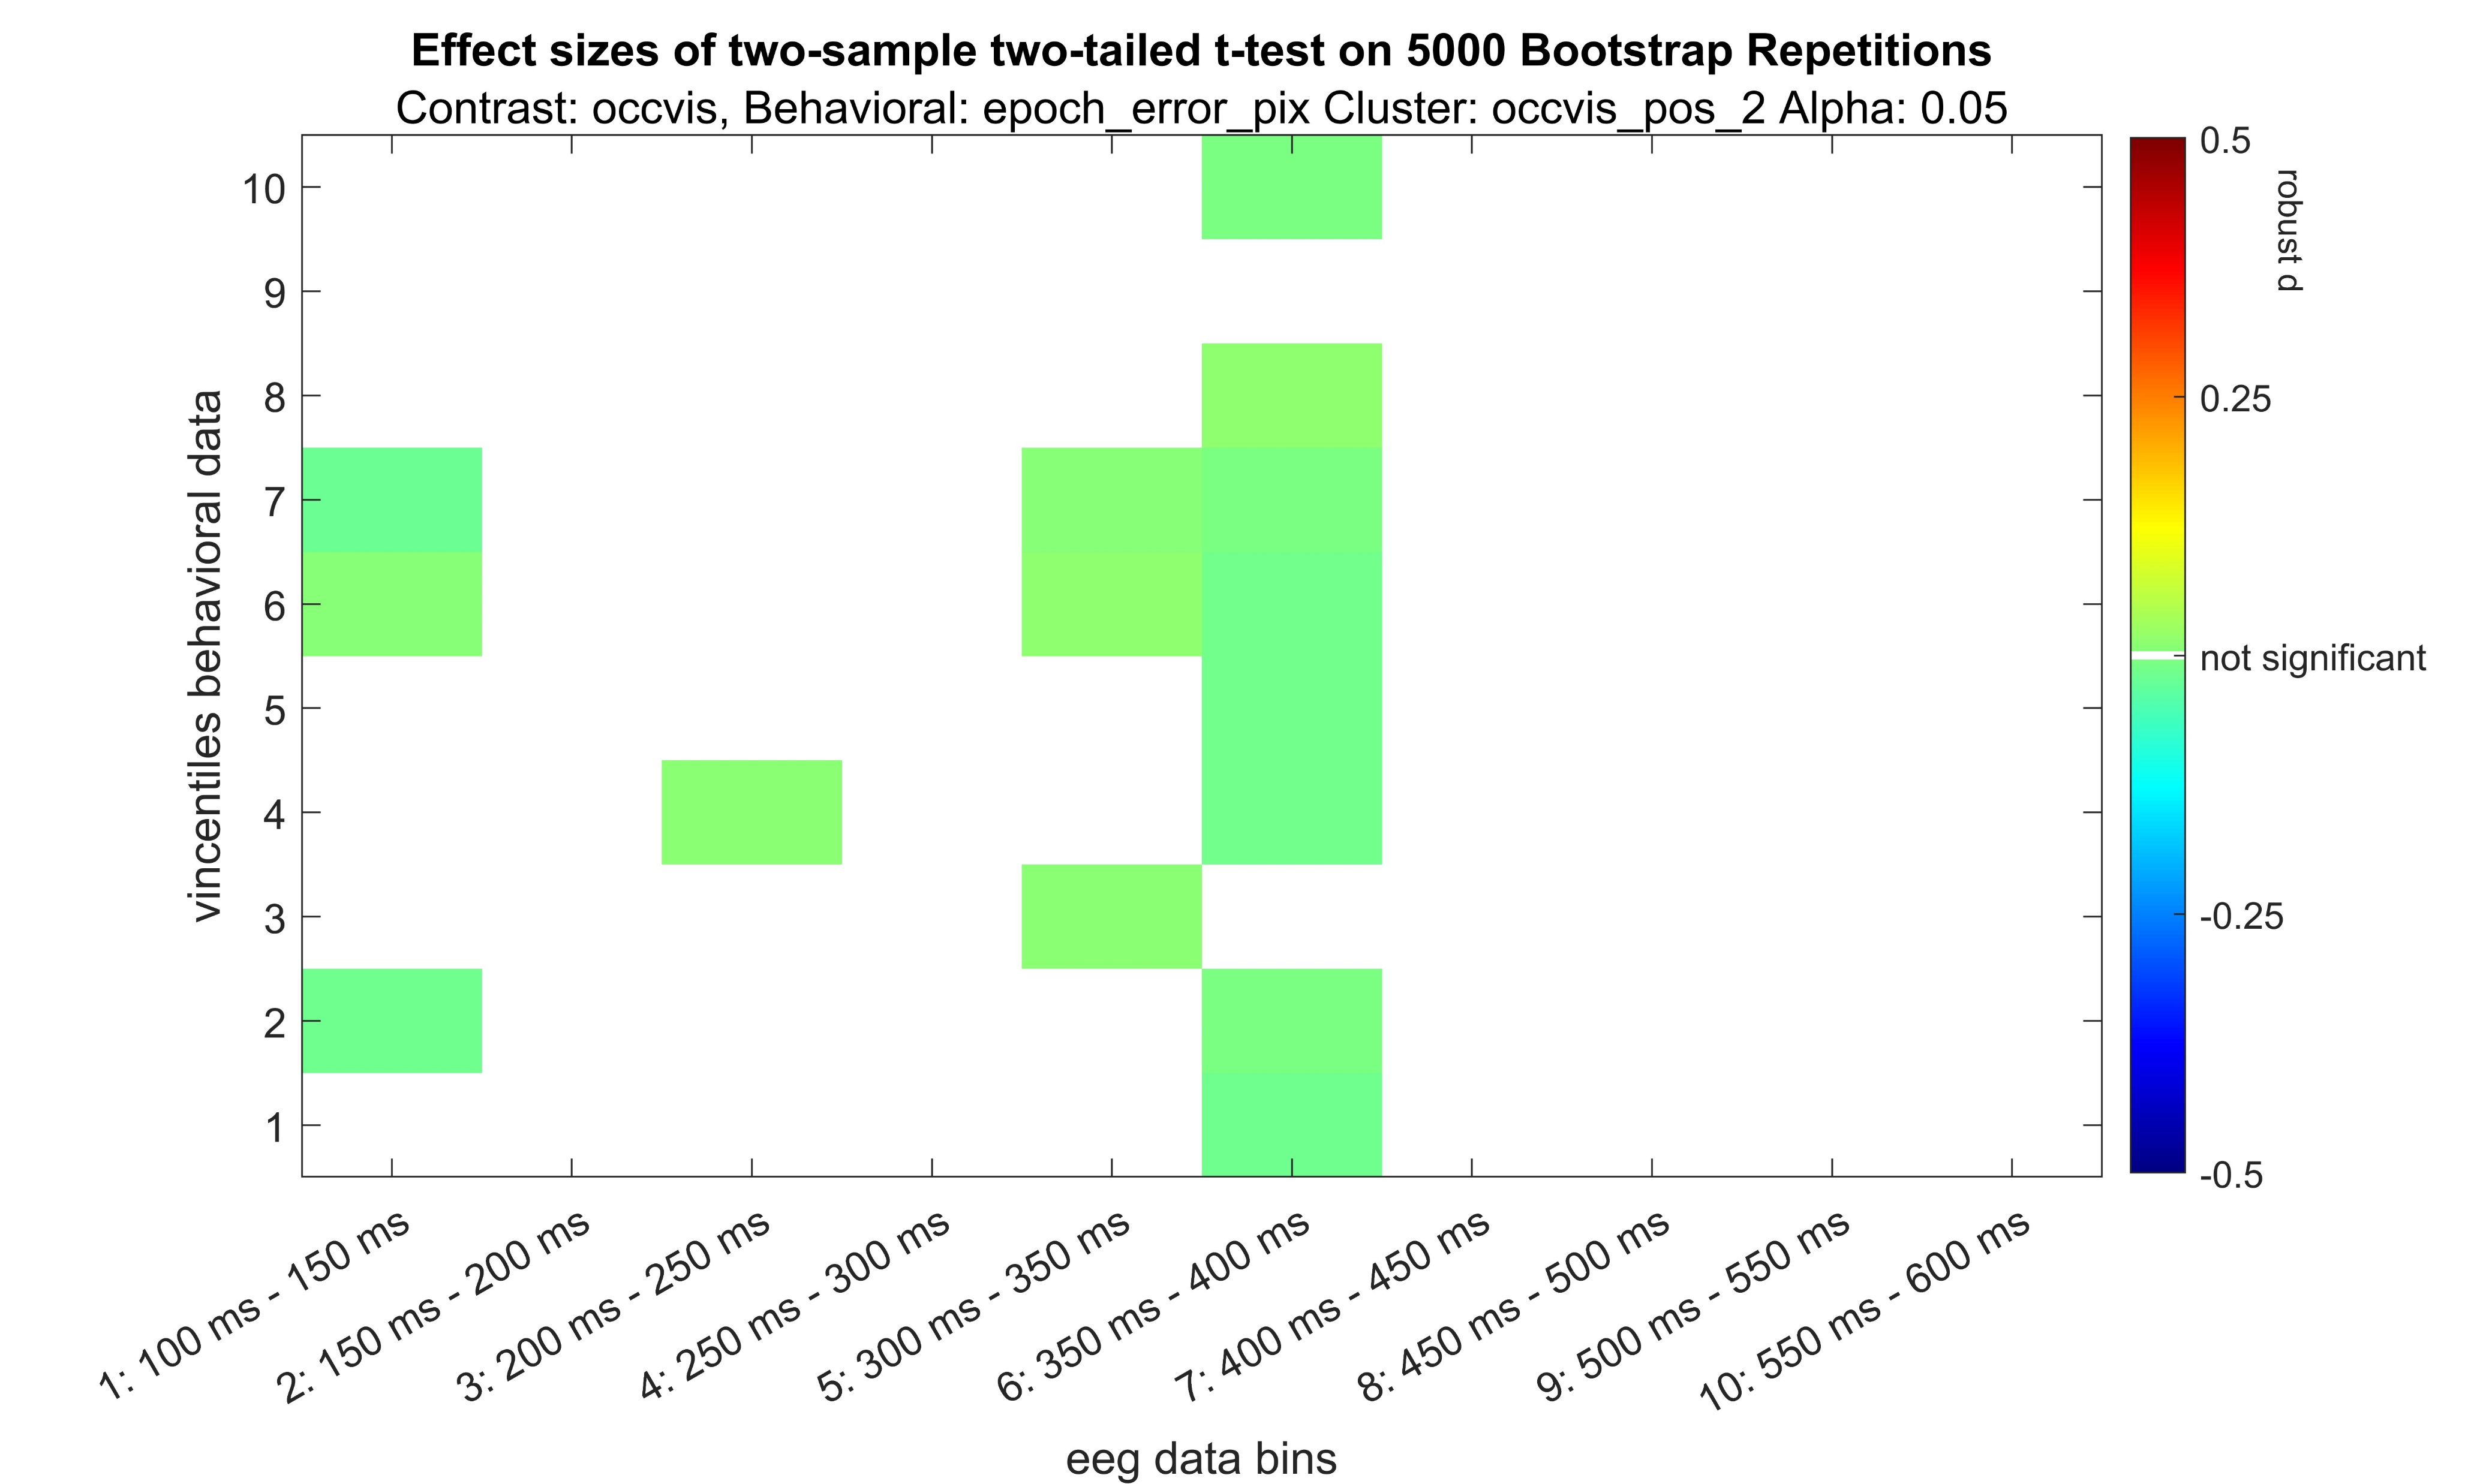 Effect sizes of two-sample two-tailed t-test on 5000 Bootstrap Repetitions
Contrast: occvis, Behavioral: epoch_error_pix Cluster: occvis_pos_2 Alpha: 0.05
vincentiles behavioral data
10
9
8
7
6
5
4
3
2
1
1: 100 ms - 150 ms
2: 150 ms - 200 ms
3: 200 ms - 250 ms
4: 250 ms - 300 ms
5: 300 ms - 350 ms
6: 350 ms - 400 ms
7: 400 ms - 450 ms
8: 450 ms - 500 ms
9: 500 ms - 550 ms
10: 550 ms - 600 ms
eeg data bins
0.5
0.25
not significant
-0.25
-0.5
robust d